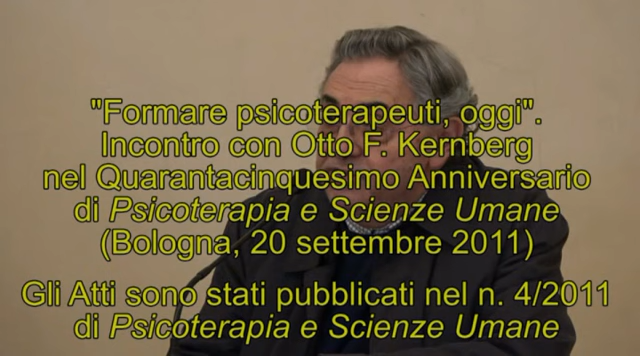 "Formare psicoterapeuti, oggi".
Incontro con Otto F. Kernberg
nel Quarantacinquesimo Anniversario
di Psicoterapia e Scienze Umane
(Bologna, 20 settembre 2011)
Gli Atti sono stati pubblicati nel n. 4/2011
di Psicoterapia e Scienze Umane